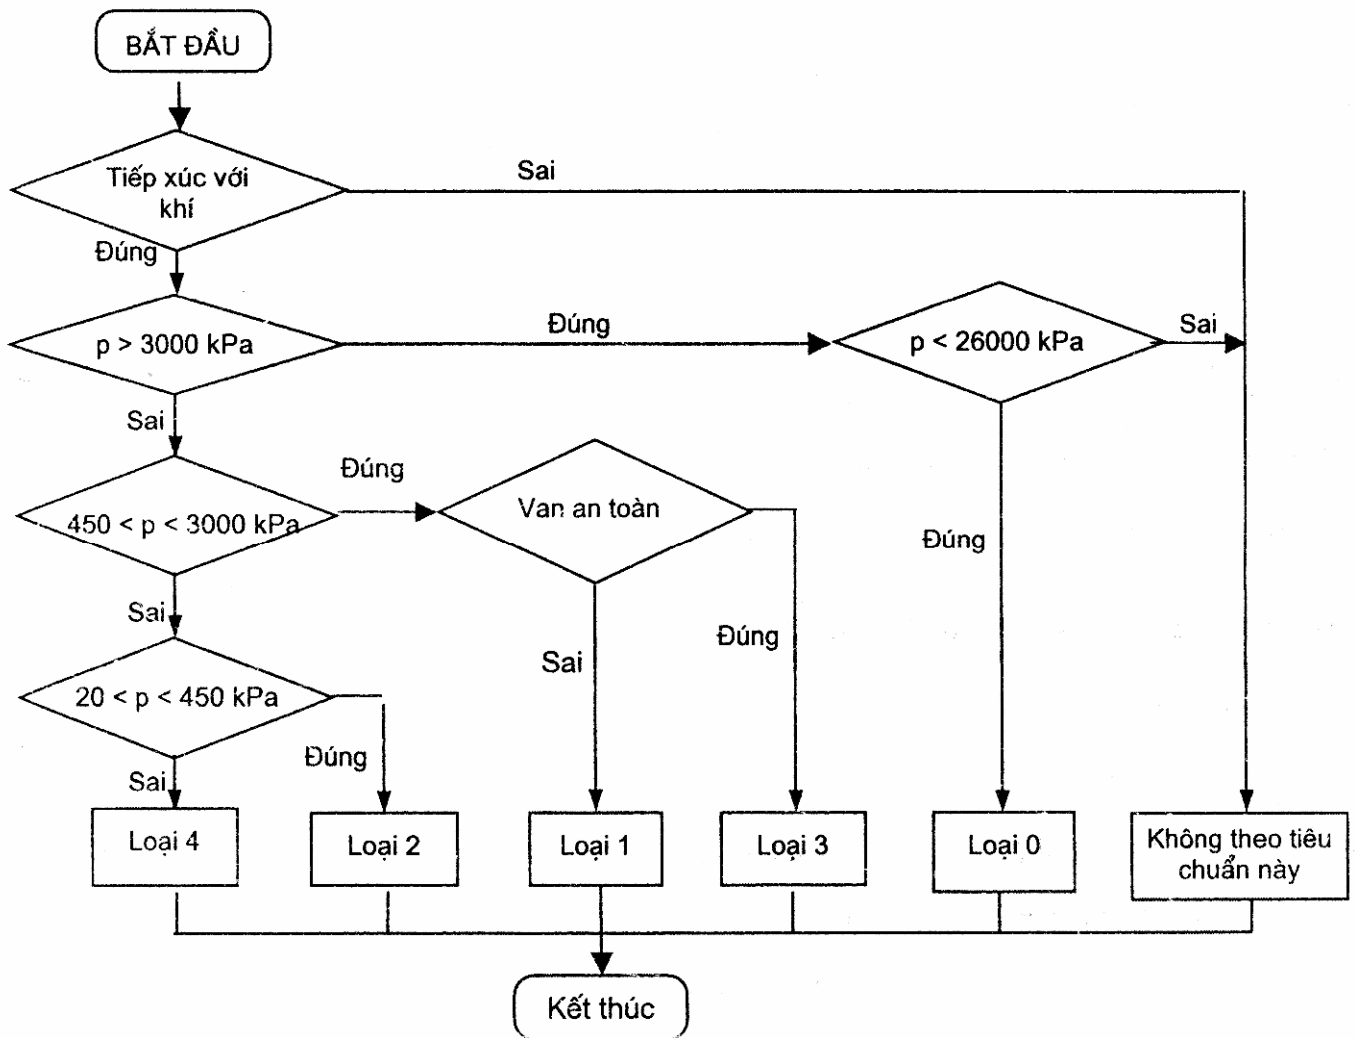 BẮT ĐẦU
Tiếp xúc với
khí
Sai
Đúng
p > 3000 kPa
Đúng
p < 26000 kPa
Sai
Sai
450 < p < 3000 kPa
Đúng
Van an toàn
Đúng
Sai
Đúng
Sai
20 < p < 450 kPa
Đúng
Sai
Loại 4
Loại 2
Loại 1
Loại 3
Loại 0
Không theo tiêu
chuẩn này
Kết thúc